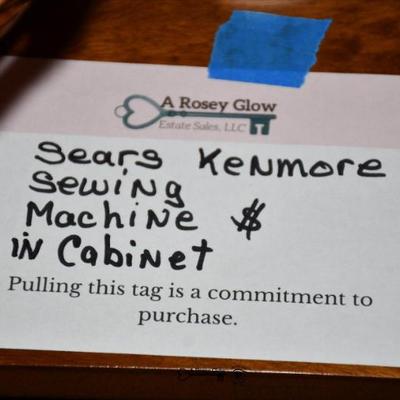 A Rosey Glow
Estate Sales, LLC
Sears Kenmore
Sewing
Machine $
in Cabinet
Pulling this tag is a commitment to
purchase.